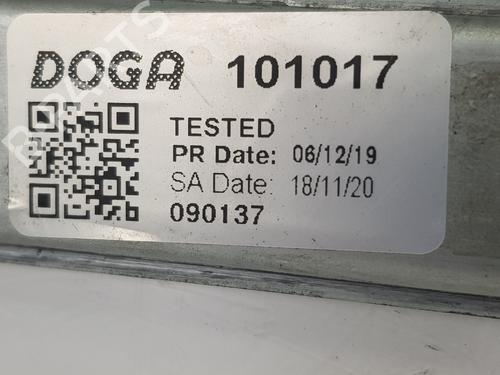 DOGA 101017
TESTED
PR Date: 06/12/19
SA Date: 18/11/20
090137